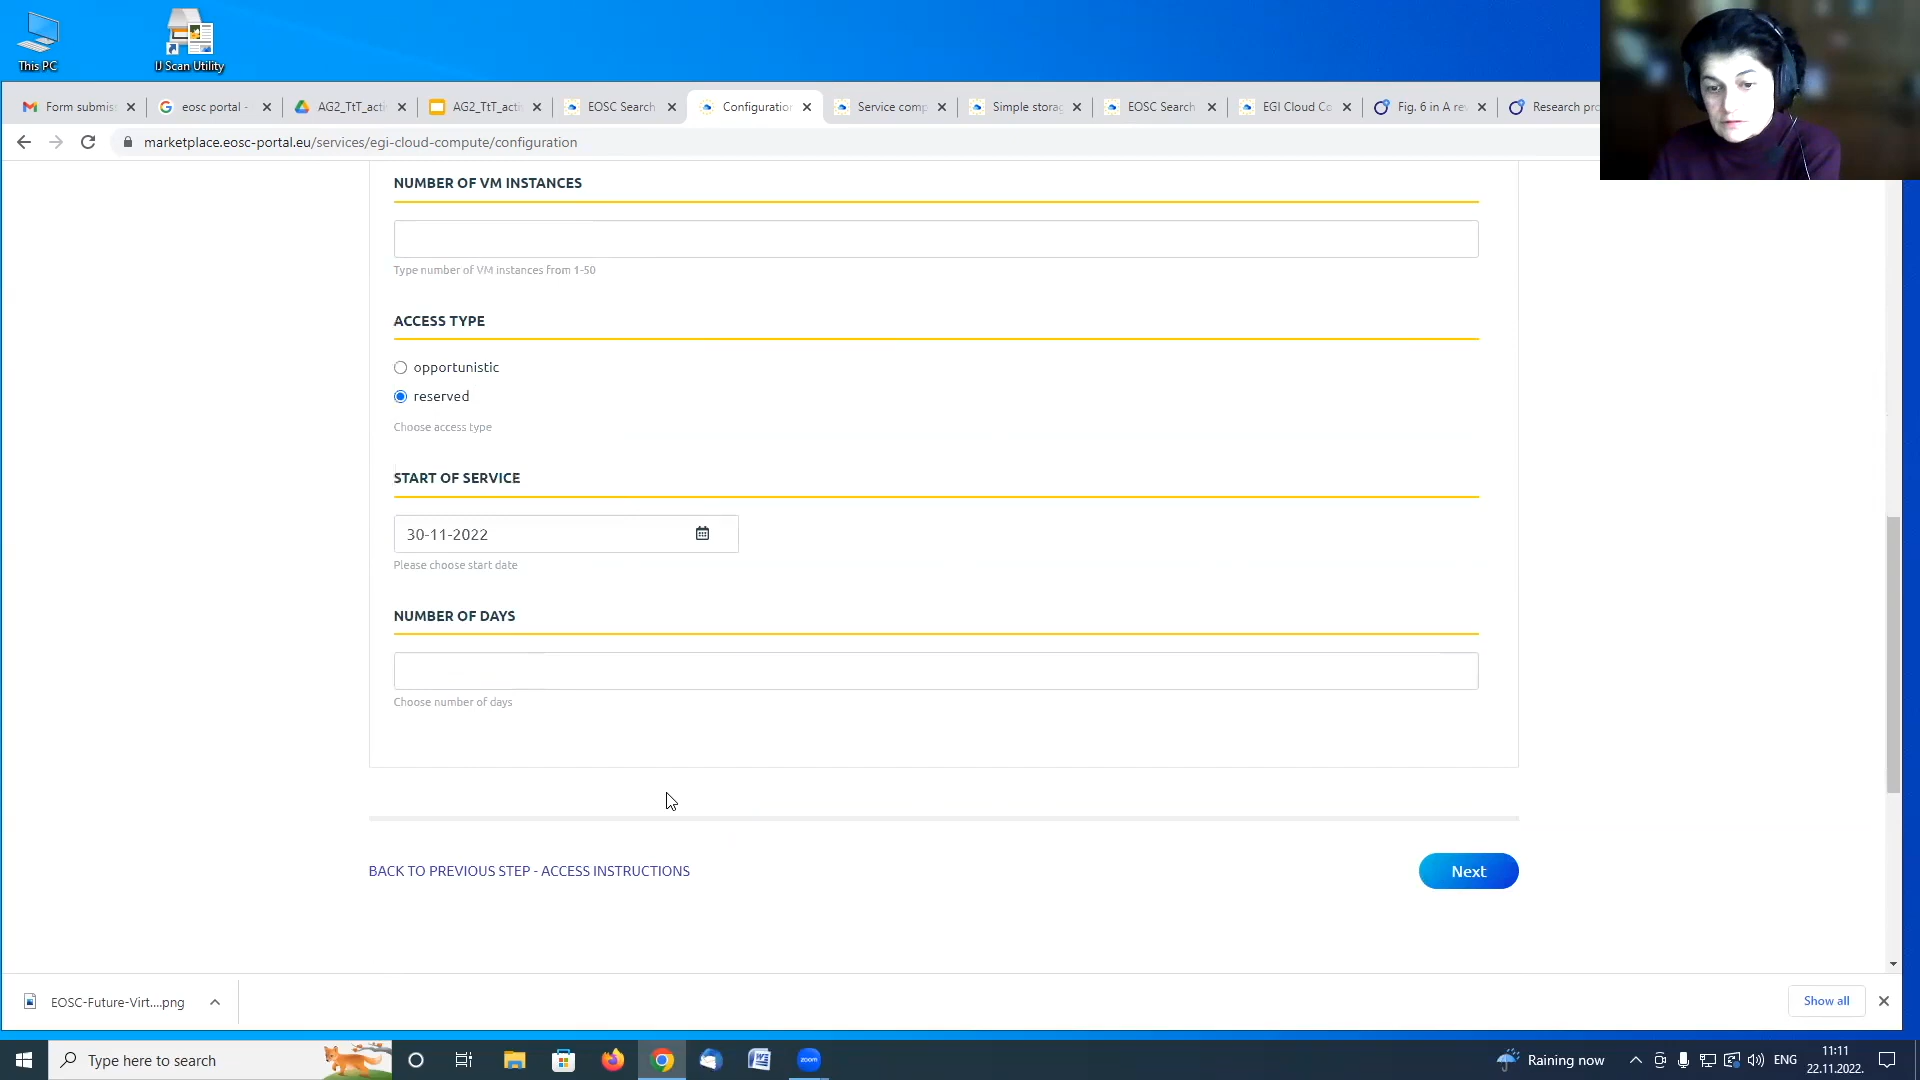 This PC
IJ Scan Utility
Form submis
eosc portal -
AG2_TtT_acti
AG2_TtT_acti
EOSC Search
Configuration
Service comp
Simple storag
EOSC Search
EGI Cloud Co
Fig. 6 in A re
Research pro
marketplace.eosc-portal.eu/services/egi-cloud-compute/configuration
NUMBER OF VM INSTANCES
Type number of VM instances from 1-50
ACCESS TYPE
opportunistic
reserved
Choose access type
START OF SERVICE
30-11-2022
Please choose start date
NUMBER OF DAYS
Choose number of days
BACK TO PREVIOUS STEP - ACCESS INSTRUCTIONS
Next
EOSC-Future-Virt....png
Show all
Type here to search
zoom
Raining now
ENG
11:11
22.11.2022.